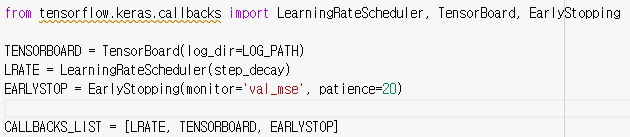 from tensorflow.keras.callbacks import LearningRateScheduler, TensorBoard, EarlyStopping
TENSORBOARD = TensorBoard(log_dir=LOG_PATH)
LRATE = LearningRateScheduler(step_decay)
EARLYSTOP = EarlyStopping(monitor='val_mse', patience=20)
CALLBACKS_LIST = [LRATE, TENSORBOARD, EARLYSTOP]